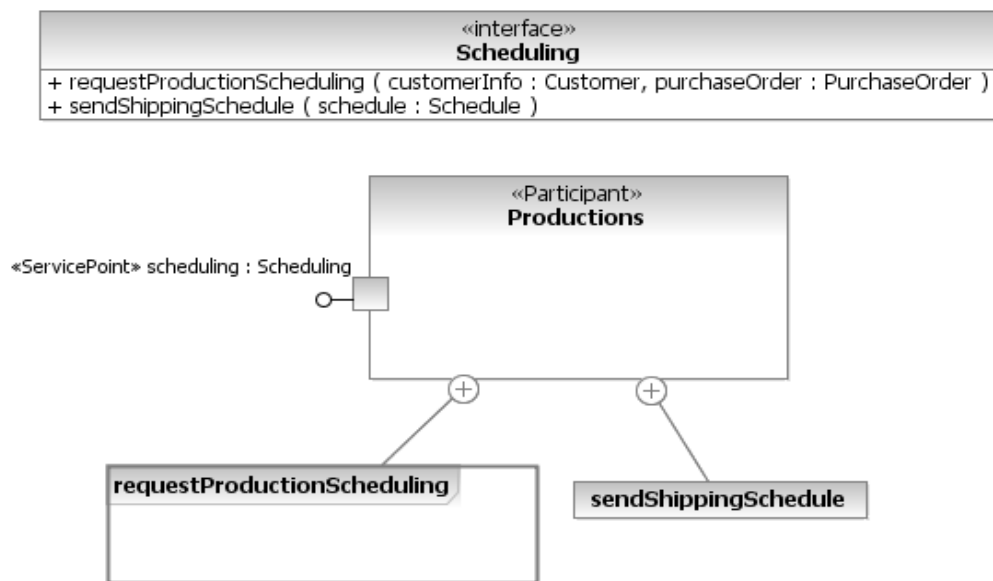 «interface»
Scheduling
+ requestProductionScheduling ( customerInfo : Customer, purchaseOrder : PurchaseOrder )
+ sendShippingSchedule ( schedule : Schedule )
«Participant»
Productions
«ServicePoint» scheduling : Scheduling
requestProductionScheduling
sendShippingSchedule